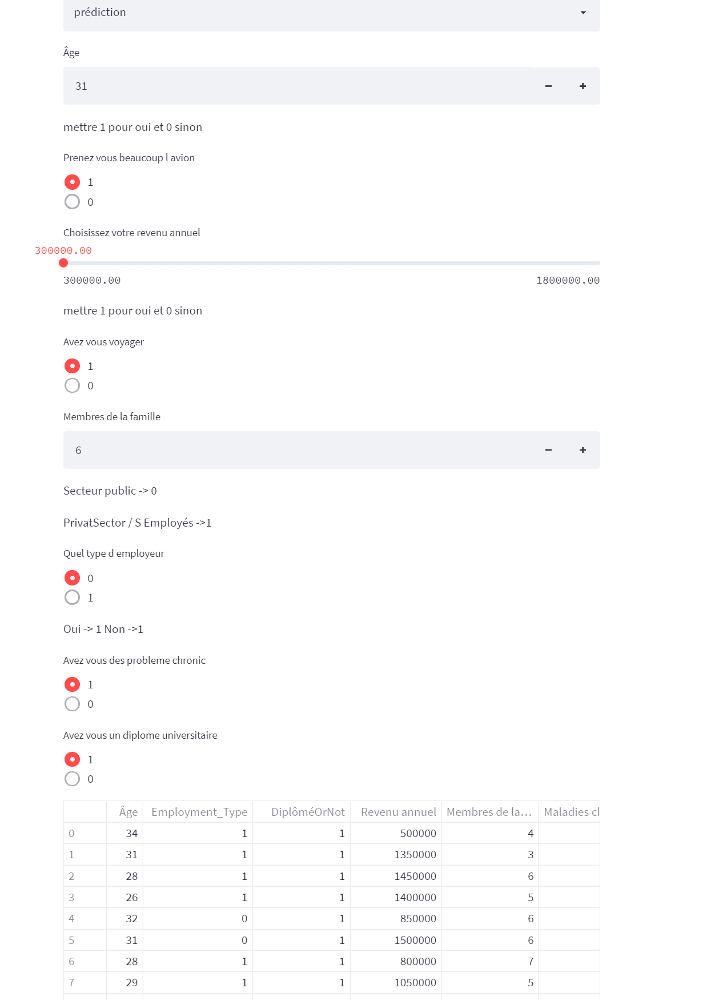 prédiction
Âge
31
mettre 1 pour oui et 0 sinon
Prenez vous beaucoup l avion
1
0
Choisissez votre revenu annuel
300000.00
300000.00 1800000.00
mettre 1 pour oui et 0 sinon
Avez vous voyager
1
0
Membres de la famille
6
Secteur public -> 0
PrivatSector / S Employés ->1
Quel type d employeur
0
1
Oui -> 1 Non ->1
Avez vous des probleme chronic
1
0
Avez vous un diplome universitaire
1
0
Âge Employment_Type DiplôméOrNot Revenu annuel Membres de la... Maladies ch
0 34 1 1 500000 4
1 31 1 1 1350000 3
2 28 1 1 1450000 6
3 26 1 1 1400000 5
4 32 0 1 850000 6
5 31 0 1 1500000 6
6 28 1 1 800000 7
7 29 1 1 1050000 5